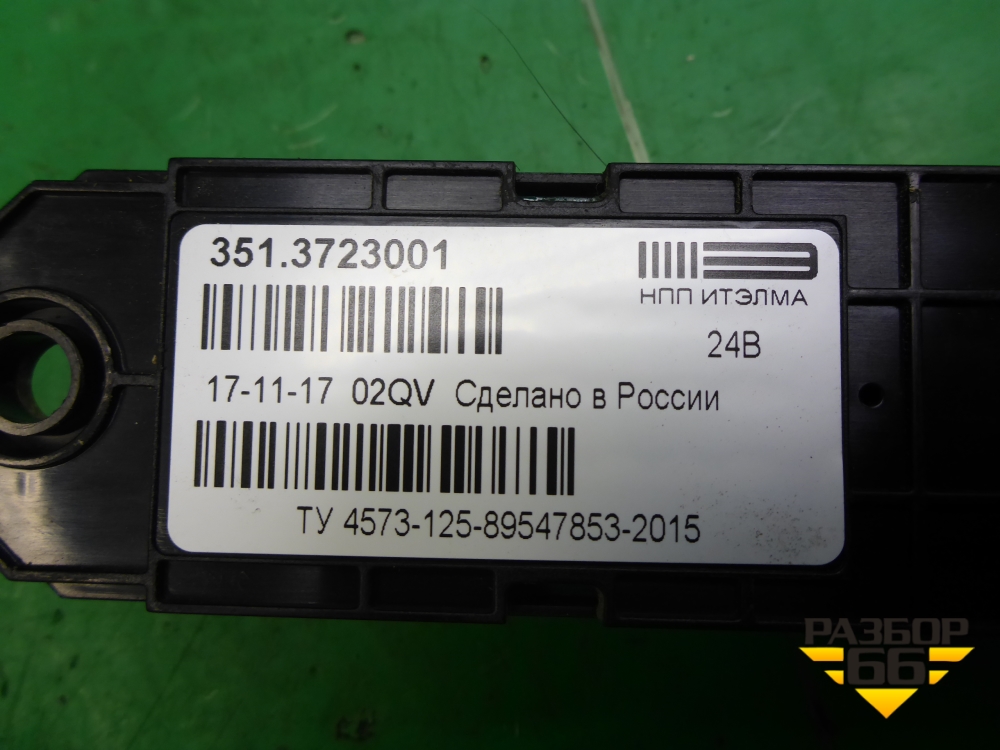 351.3723001
НПП ИТЭЛМА
24В
17-11-17 02QV Сделано в России
ТУ 4573-125-89547853-2015
РАЗБОР
66